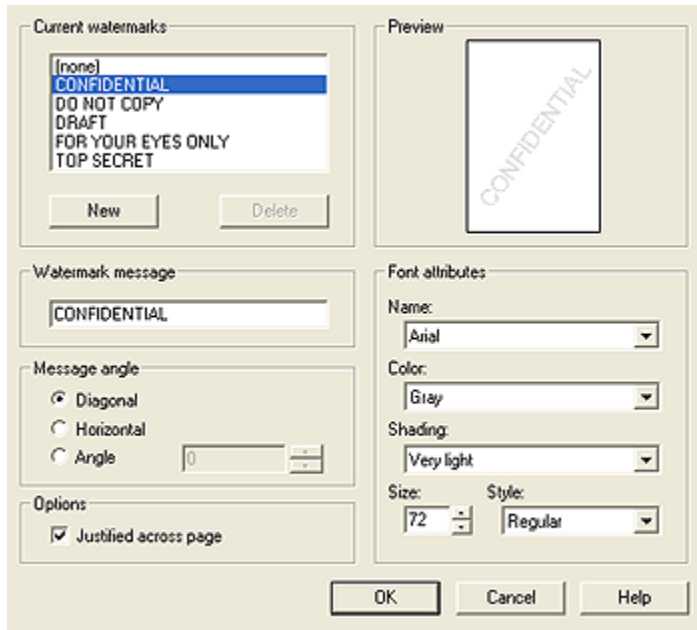 Current watermarks
(none)
CONFIDENTIAL
DO NOT COPY
DRAFT
FOR YOUR EYES ONLY
TOP SECRET
New Delete
Preview
CONFIDENTIAL
Watermark message
CONFIDENTIAL
Message angle
Diagonal
Horizontal
Angle 0
Options
Justified across page
Font attributes
Name:
Arial
Color:
Gray
Shading:
Very light
Size: Style:
72 Regular
OK Cancel Help